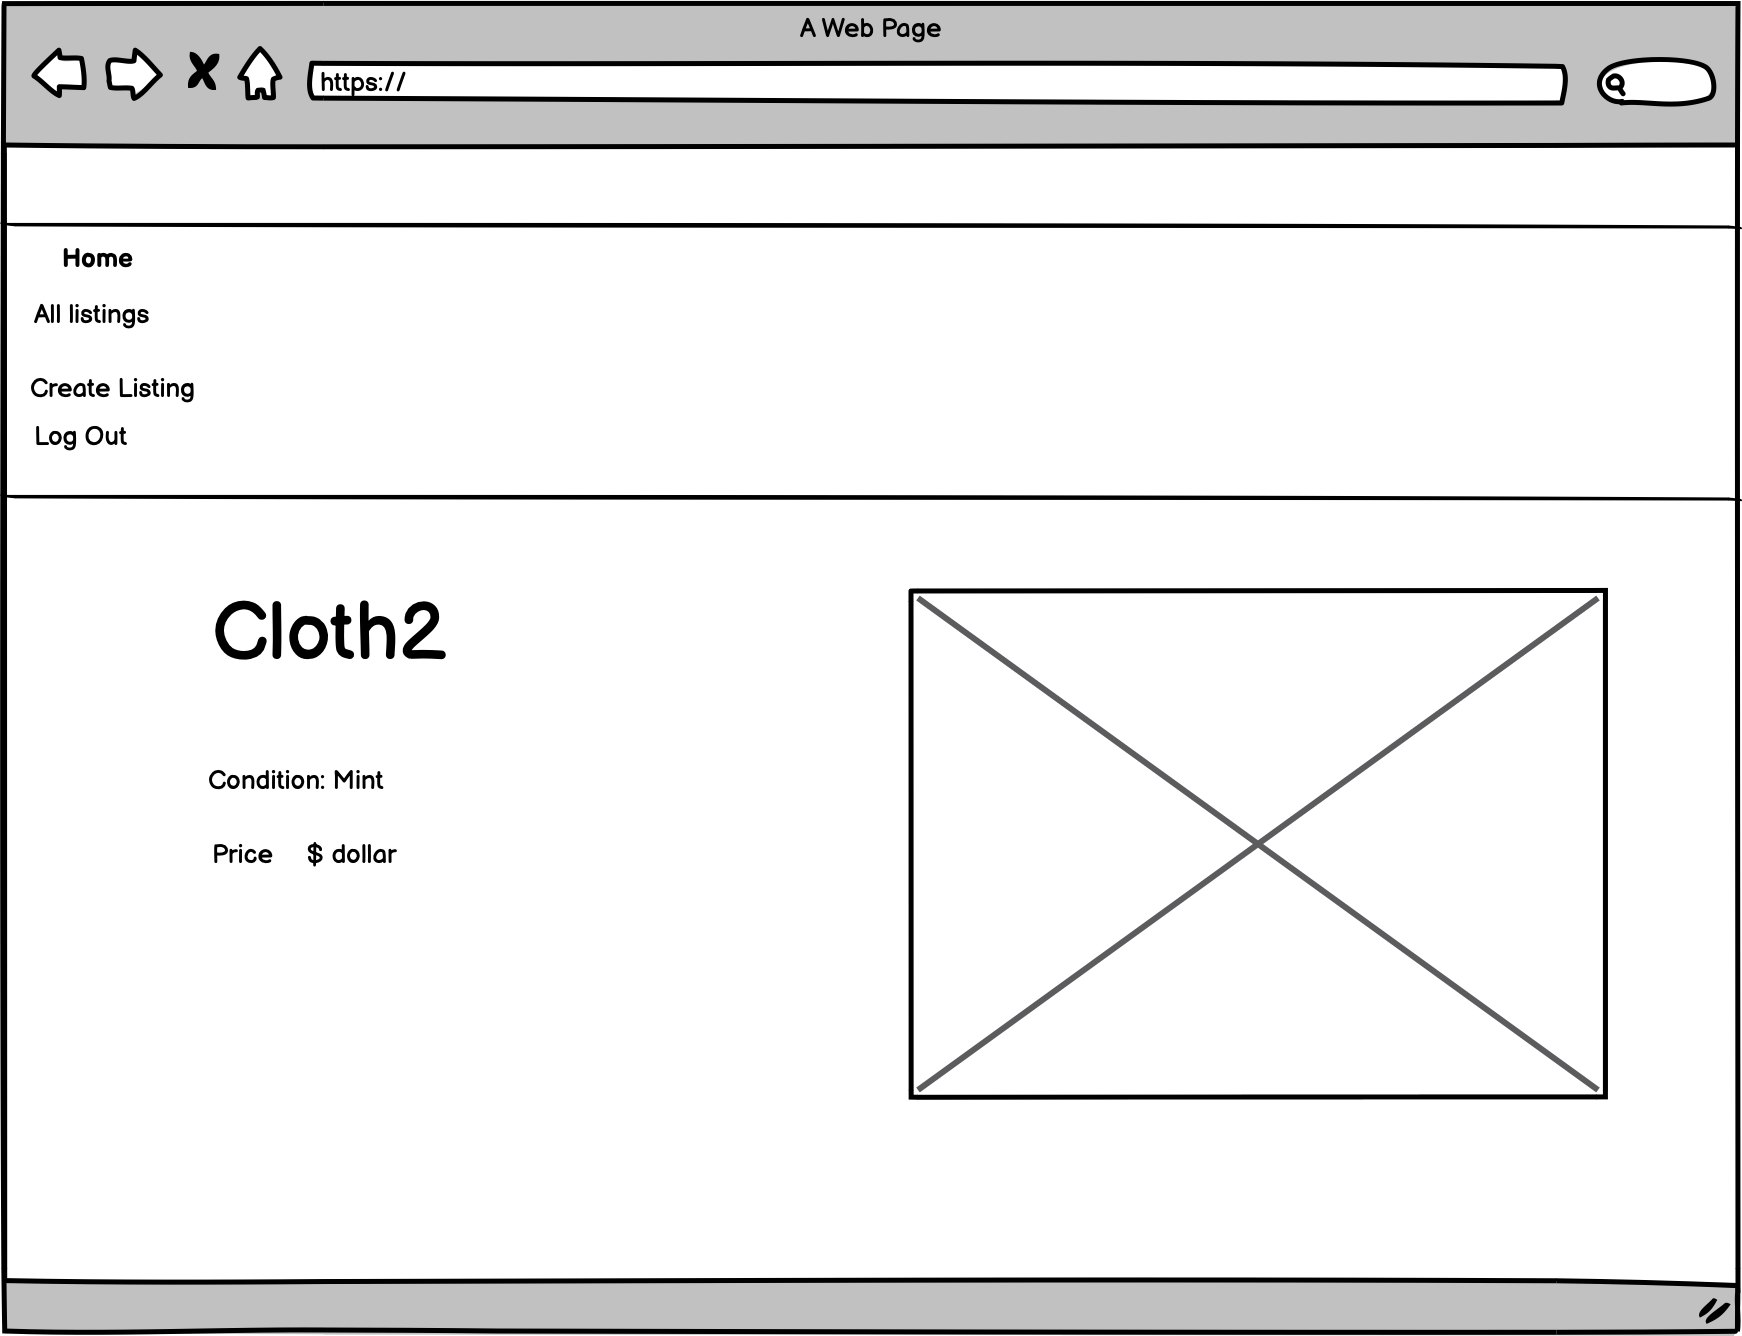 A Web Page
https://
Home
All listings
Create Listing
Log Out
Cloth2
Condition: Mint
Price $ dollar